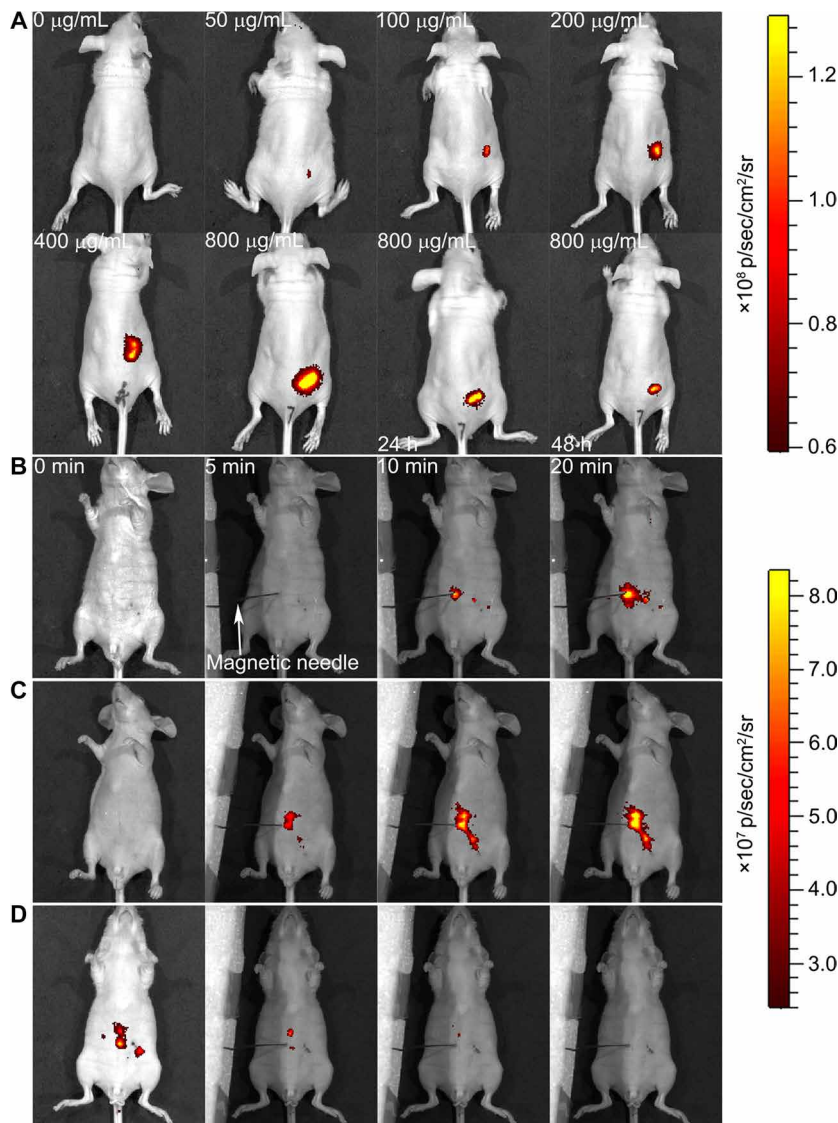 A
0 μg/mL
50 μg/mL
100 μg/mL
200 μg/mL
400 μg/mL
800 μg/mL
800 μg/mL
800 μg/mL
7
7
7
24 h
48 h
1.2
1.0
0.8
0.6
×10⁸ p/sec/cm²/sr
B
0 min
5 min
10 min
20 min
Magnetic needle
C
D
8.0
7.0
6.0
5.0
4.0
3.0
×10⁷ p/sec/cm²/sr